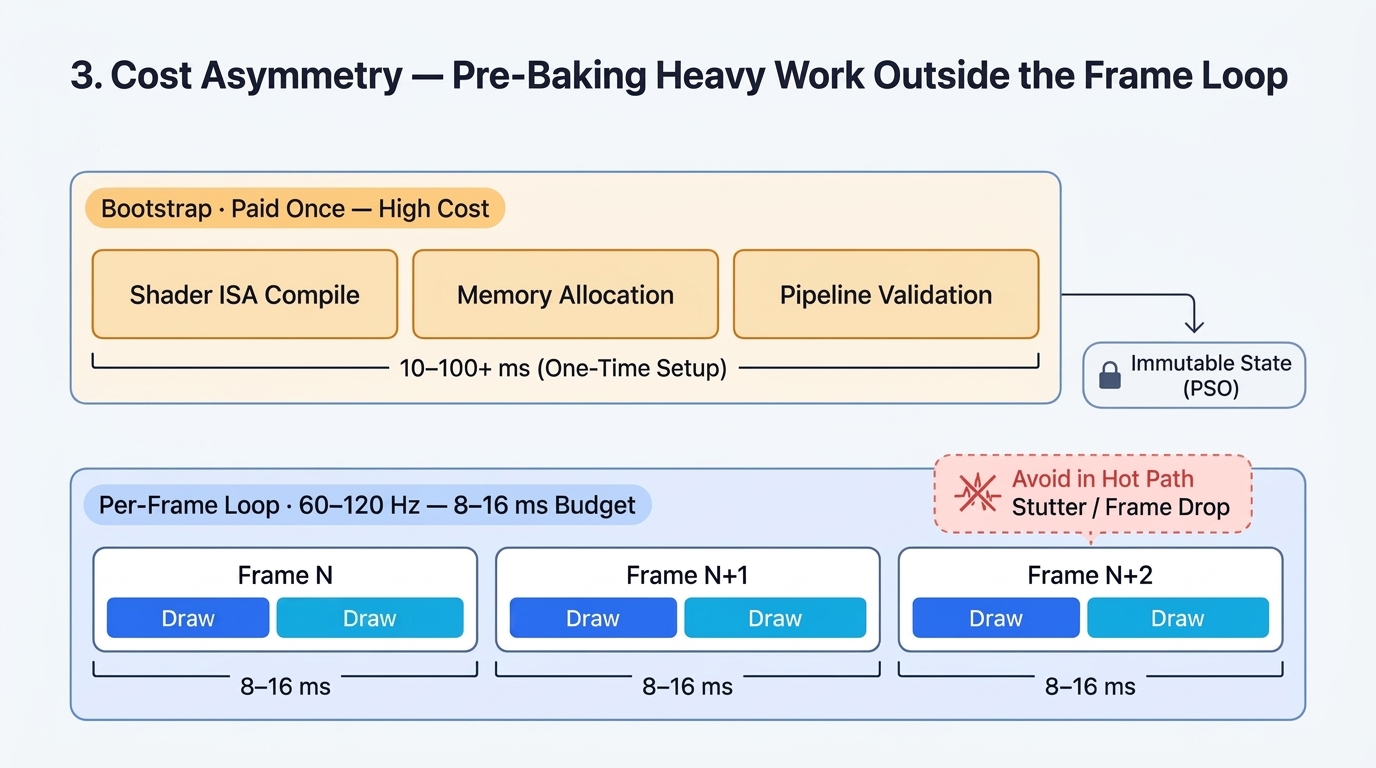 3. Cost Asymmetry — Pre-Baking Heavy Work Outside the Frame Loop
Bootstrap · Paid Once — High Cost
Shader ISA Compile
Memory Allocation
Pipeline Validation
10–100+ ms (One-Time Setup)
Immutable State
(PSO)
Per-Frame Loop · 60–120 Hz — 8–16 ms Budget
Avoid in Hot Path
Stutter / Frame Drop
Frame N
Draw
Draw
8–16 ms
Frame N+1
Draw
Draw
8–16 ms
Frame N+2
Draw
Draw
8–16 ms